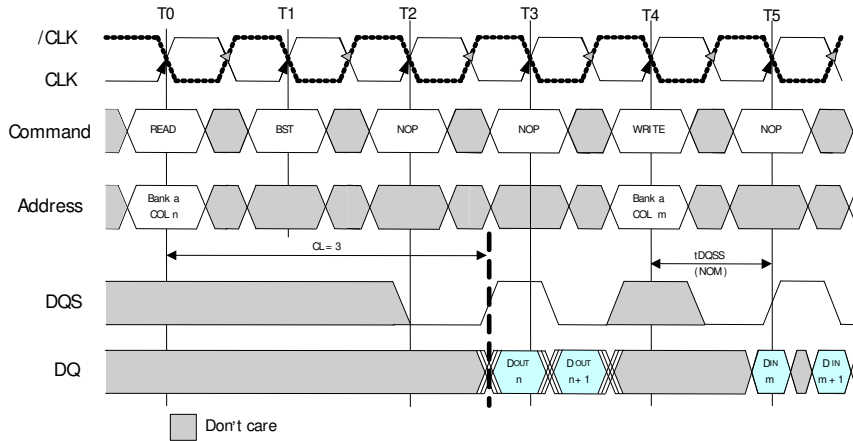 T0 T1 T2 T3 T4 T5
/CLK
CLK
Command READ BST NOP NOP WRITE NOP
Address Bank a COL n Bank a COL m
CL = 3
tDQSS
(NOM)
DQS
DQ DOUT n DOUT n+1 DIN m DIN m+1
Don't care